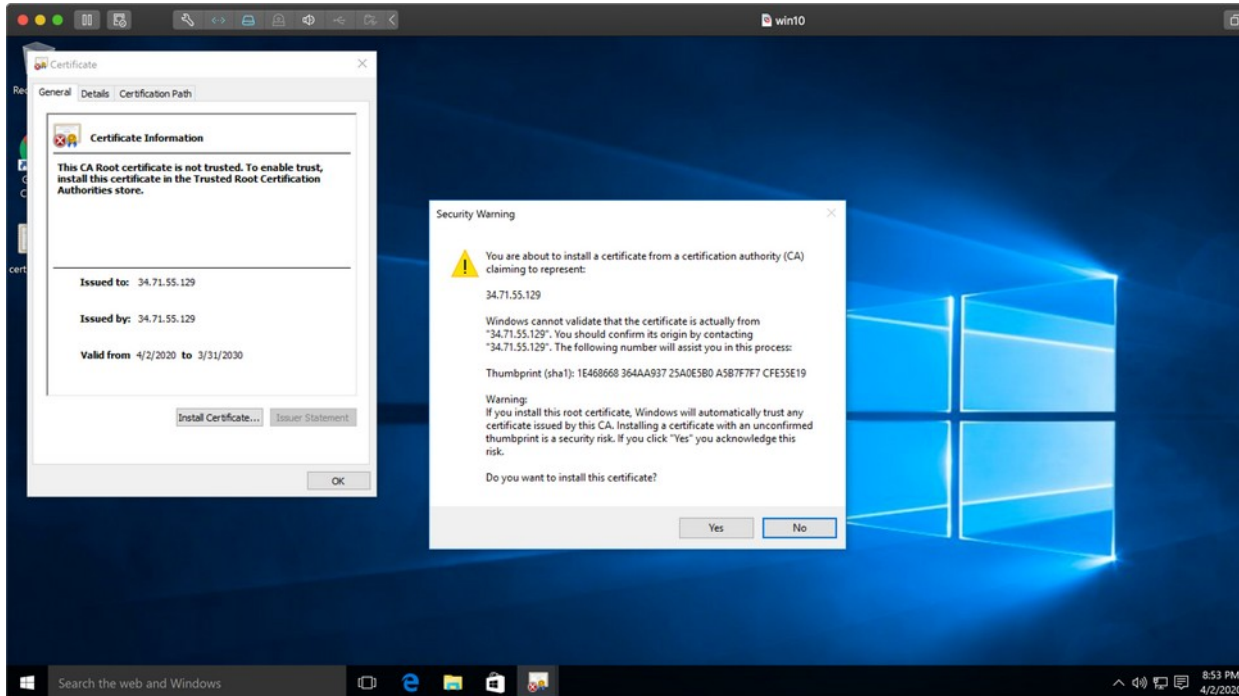 win10
Certificate
General Details Certification Path
Certificate Information
This CA Root certificate is not trusted. To enable trust,
install this certificate in the Trusted Root Certification
Authorities store.
Issued to: 34.71.55.129
Issued by: 34.71.55.129
Valid from 4/2/2020 to 3/31/2030
Install Certificate... Issuer Statement
OK
Security Warning
You are about to install a certificate from a certification authority (CA)
claiming to represent:
34.71.55.129
Windows cannot validate that the certificate is actually from
"34.71.55.129". You should confirm its origin by contacting
"34.71.55.129". The following number will assist you in this process:
Thumbprint (sha1): 1E468668 364AA937 25A0E5B0 A5B7F7F7 CFE55E19
Warning:
If you install this root certificate, Windows will automatically trust any
certificate issued by this CA. Installing a certificate with an unconfirmed
thumbprint is a security risk. If you click "Yes" you acknowledge this
risk.
Do you want to install this certificate?
Yes No
Search the web and Windows
8:53 PM